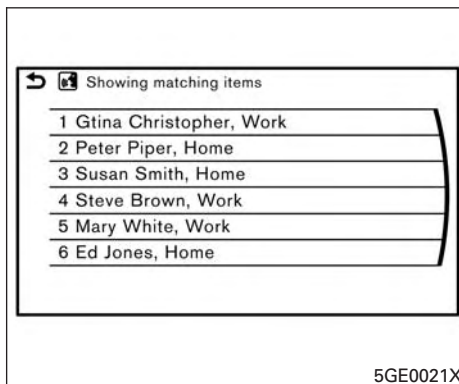 Showing matching items
1 Gtina Christopher, Work
2 Peter Piper, Home
3 Susan Smith, Home
4 Steve Brown, Work
5 Mary White, Work
6 Ed Jones, Home
5GE0021X